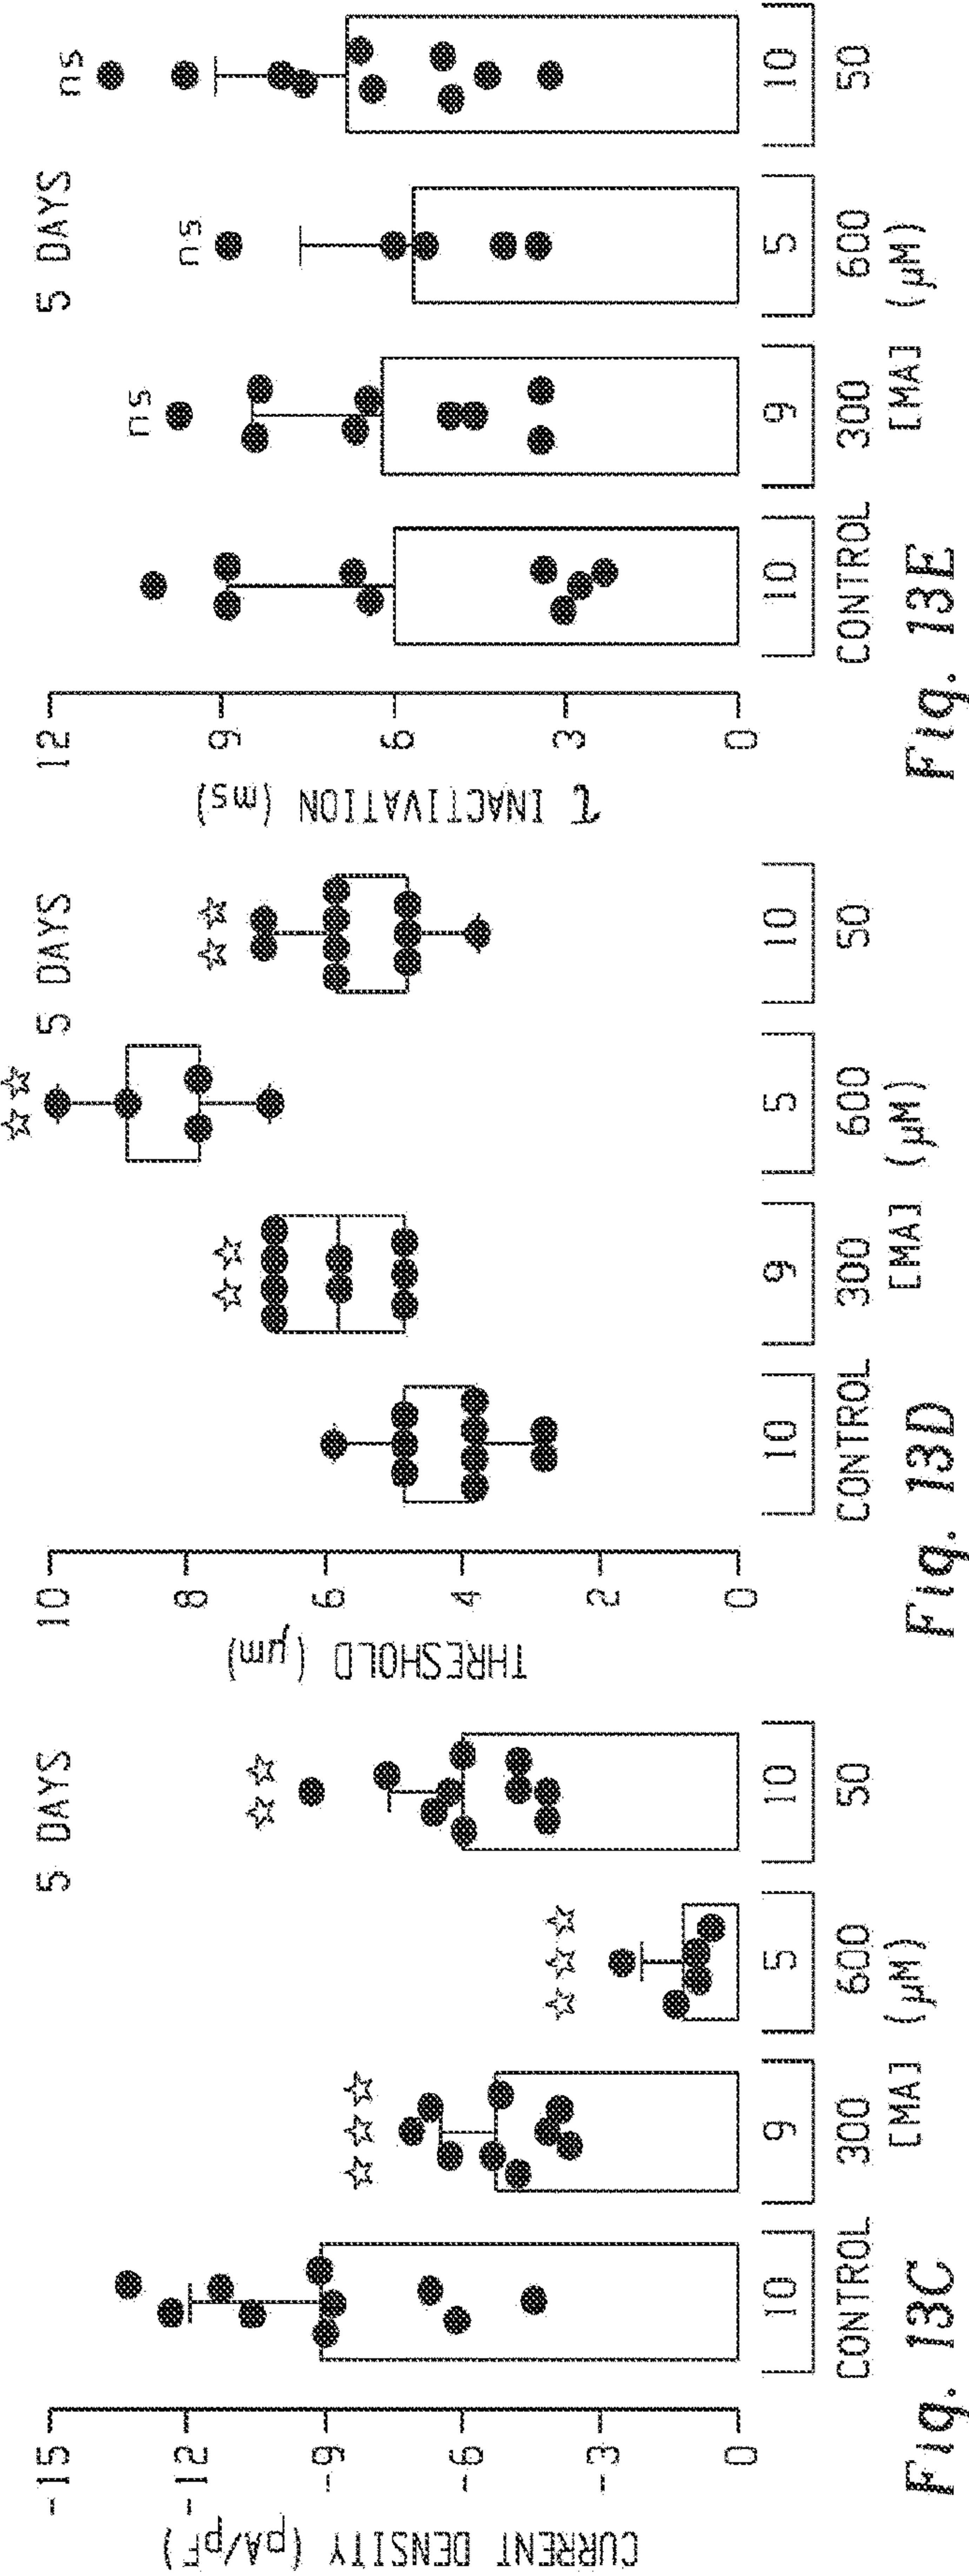 5 DAYS
-15
-12
-9
-6
-3
0
CURRENT DENSITY (pA/pF)
☆☆☆
☆☆☆
☆☆
10
9
5
10
CONTROL
300
600
50
[MA] (µM)
Fig. 13C
5 DAYS
10
8
6
4
2
0
THRESHOLD (µm)
☆☆
☆☆
☆☆
10
9
5
10
CONTROL
300
600
50
[MA] (µM)
Fig. 13D
5 DAYS
12
9
6
3
0
τ INACTIVATION (ms)
ns
ns
ns
10
9
5
10
CONTROL
300
600
50
[MA] (µM)
Fig. 13E